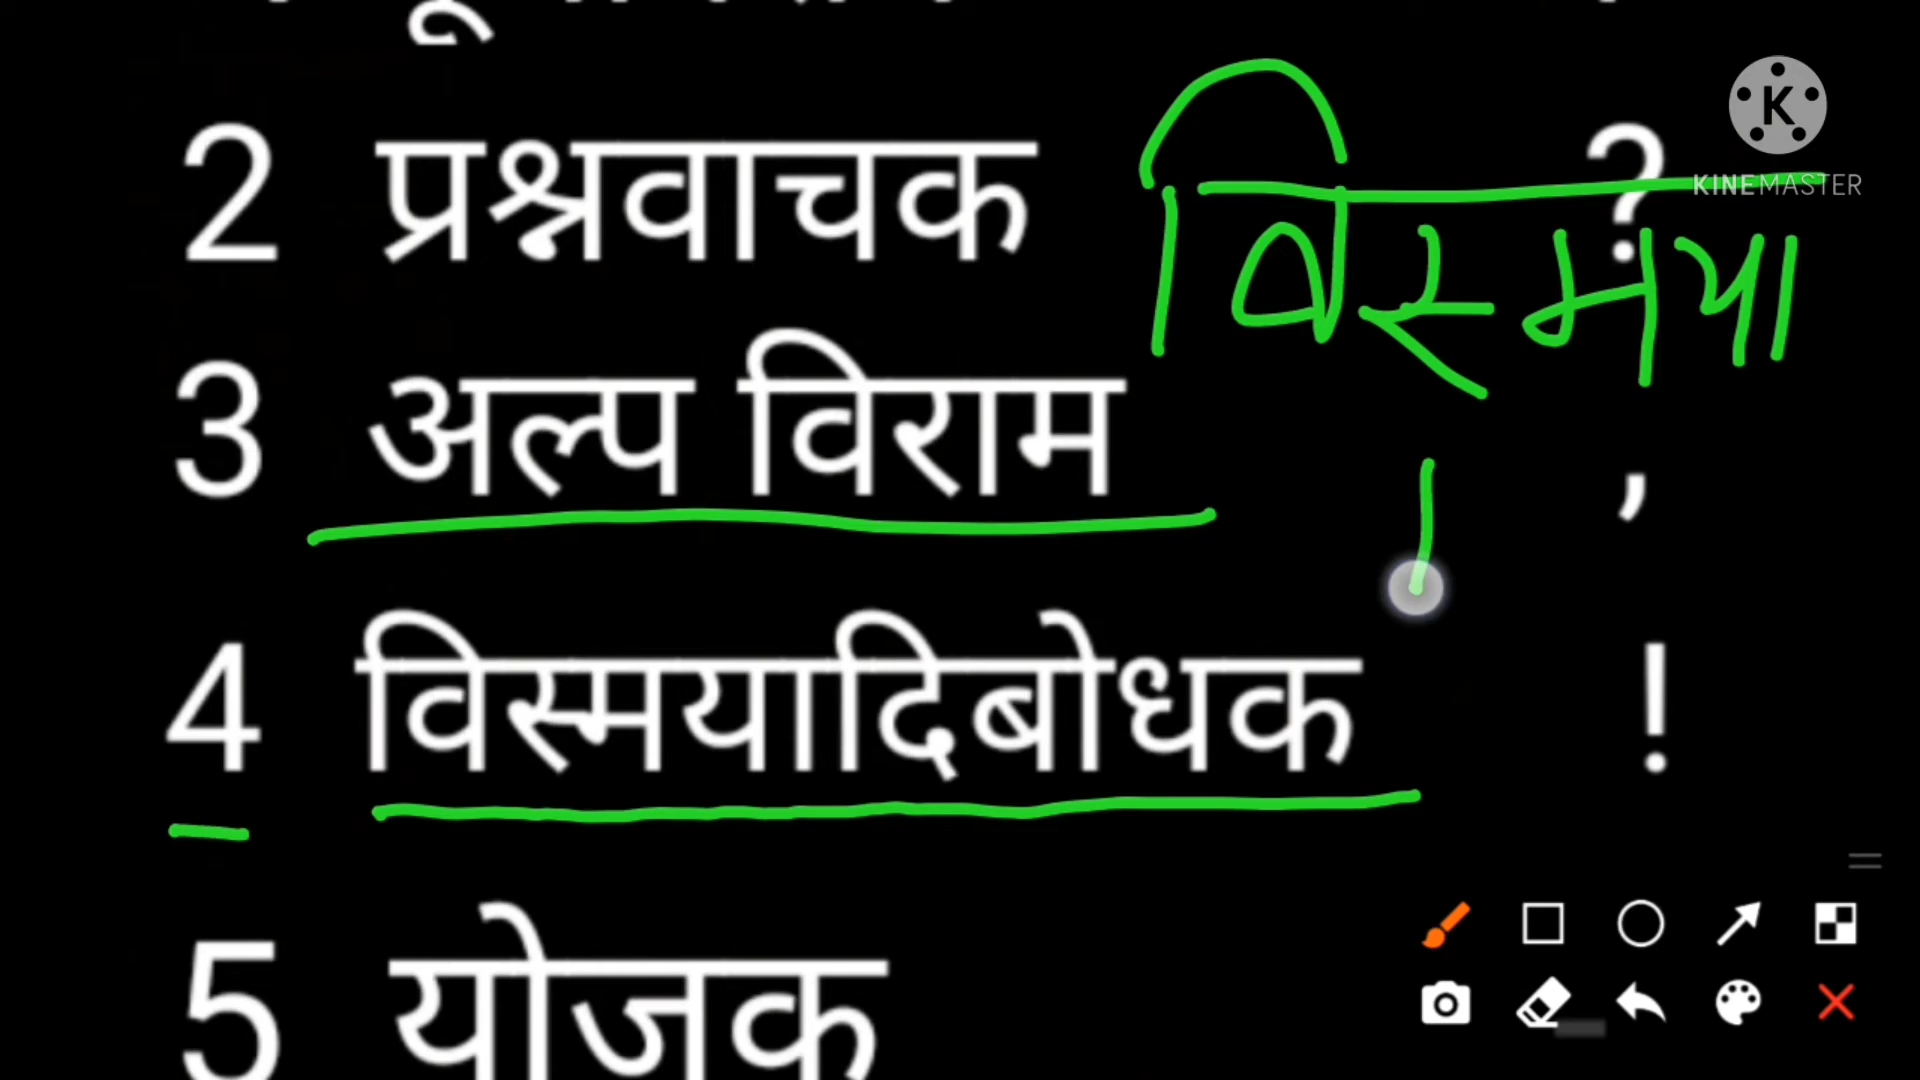 2 प्रश्नवाचक ?
विस्मया
KINEMASTER
3 अल्प विराम ,
4 विस्मयादिबोधक !
5 योजक